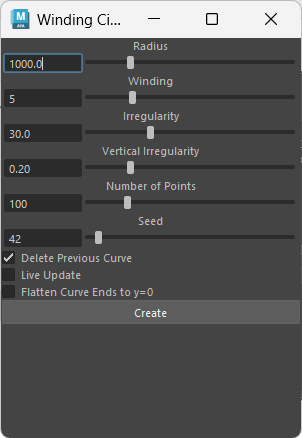 M
AYA
Winding Ci...
Radius
1000.0
Winding
5
Irregularity
30.0
Vertical Irregularity
0.20
Number of Points
100
Seed
42
Delete Previous Curve
Live Update
Flatten Curve Ends to y=0
Create